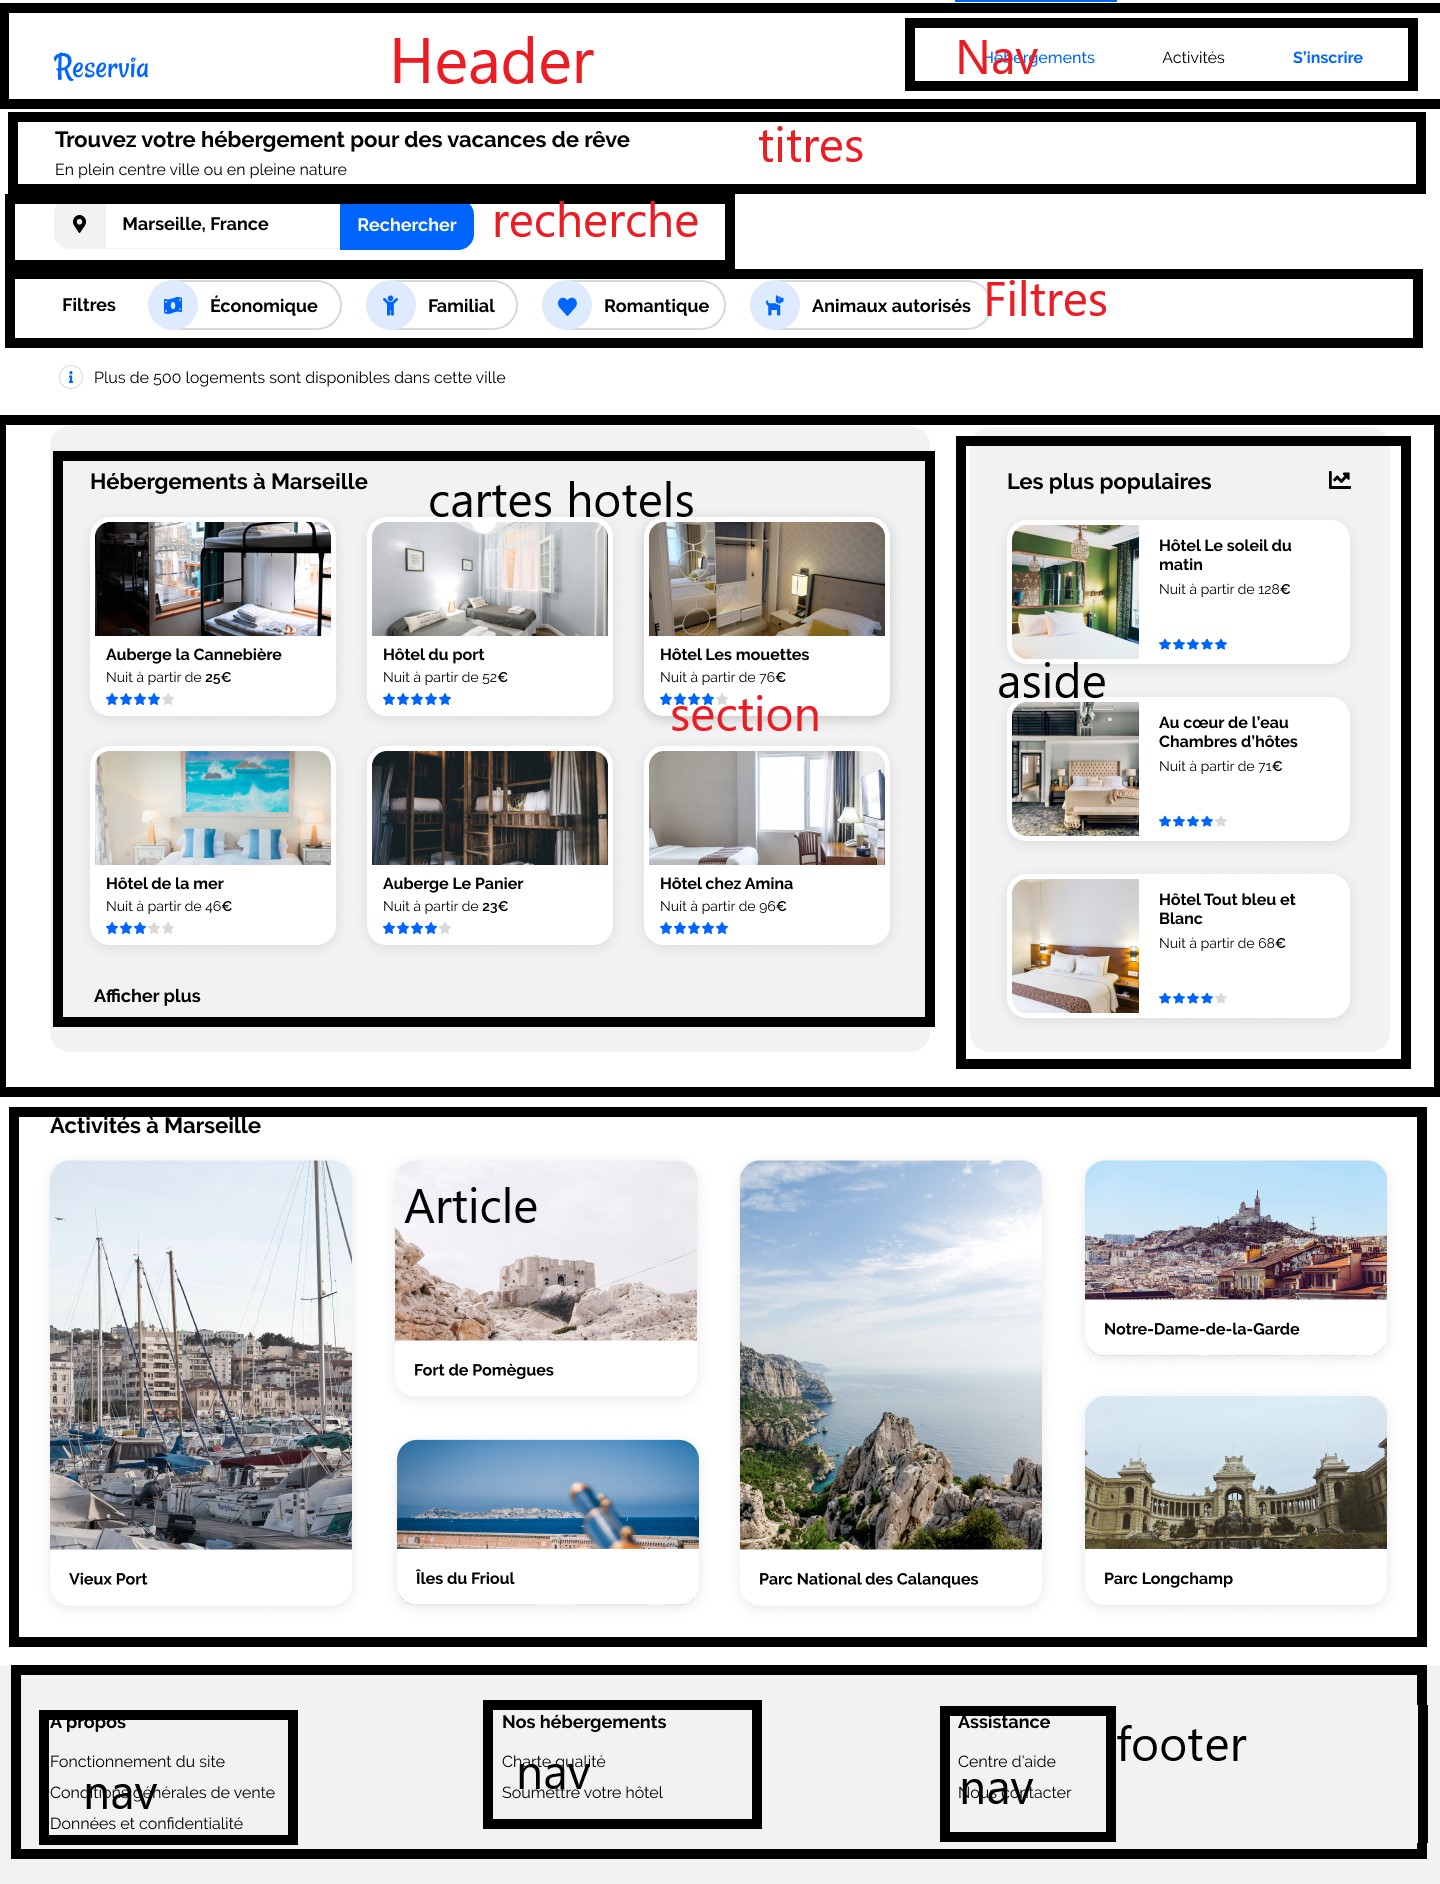 Reservia
Header
Nav
Hébergements
Activités
S'inscrire
Trouvez votre hébergement pour des vacances de rêve
titres
En plein centre ville ou en pleine nature
Marseille, France
Rechercher
recherche
Filtres
Économique
Familial
Romantique
Animaux autorisés
Filtres
Plus de 500 logements sont disponibles dans cette ville
Hébergements à Marseille
cartes hotels
Auberge la Cannebière
Nuit à partir de 25€
Hôtel du port
Nuit à partir de 52€
Hôtel Les mouettes
Nuit à partir de 76€
section
Hôtel de la mer
Nuit à partir de 46€
Auberge Le Panier
Nuit à partir de 23€
Hôtel chez Amina
Nuit à partir de 96€
Afficher plus
Les plus populaires
Hôtel Le soleil du
matin
Nuit à partir de 128€
aside
Au cœur de l'eau
Chambres d'hôtes
Nuit à partir de 71€
Hôtel Tout bleu et
Blanc
Nuit à partir de 68€
Activités à Marseille
Vieux Port
Article
Fort de Pomègues
Îles du Frioul
Parc National des Calanques
Notre-Dame-de-la-Garde
Parc Longchamp
A propos
Fonctionnement du site
Conditions générales de vente
nav
Données et confidentialité
Nos hébergements
Charte qualité
nav
Soumettre votre hôtel
Assistance
Centre d'aide
nav
Nous contacter
footer